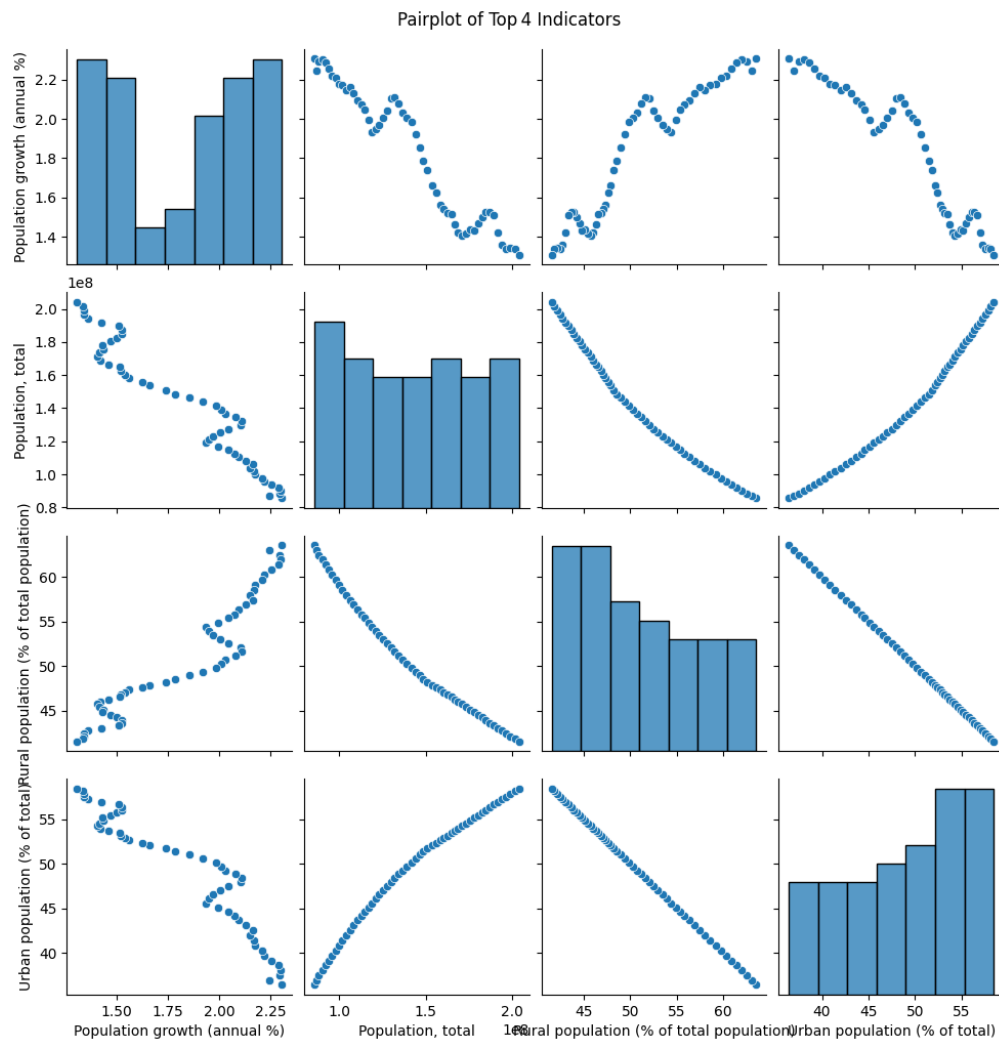 Pairplot of Top 4 Indicators
Population growth (annual %)
2.2
2.0
1.8
1.6
1.4
1e8
Population, total
2.0
1.8
1.6
1.4
1.2
1.0
0.8
Rural population (% of total population)
60
55
50
45
Urban population (% of total)
55
50
45
40
1.50 1.75 2.00 2.25
1.0 1.5 2.0
45 50 55 60
40 45 50 55
1e8
Population growth (annual %) Population, total Rural population (% of total population) Urban population (% of total)